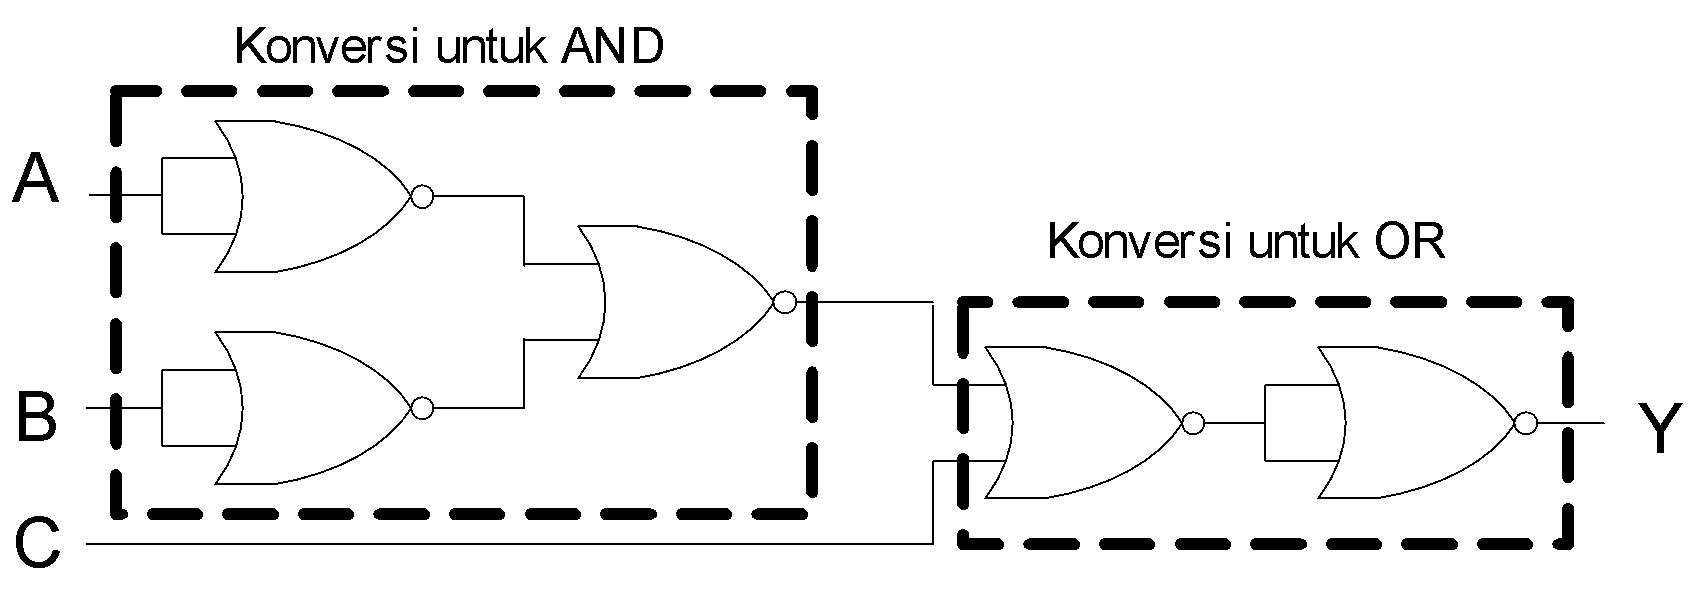 Konversi untuk AND
A
Konversi untuk OR
B
Y
C